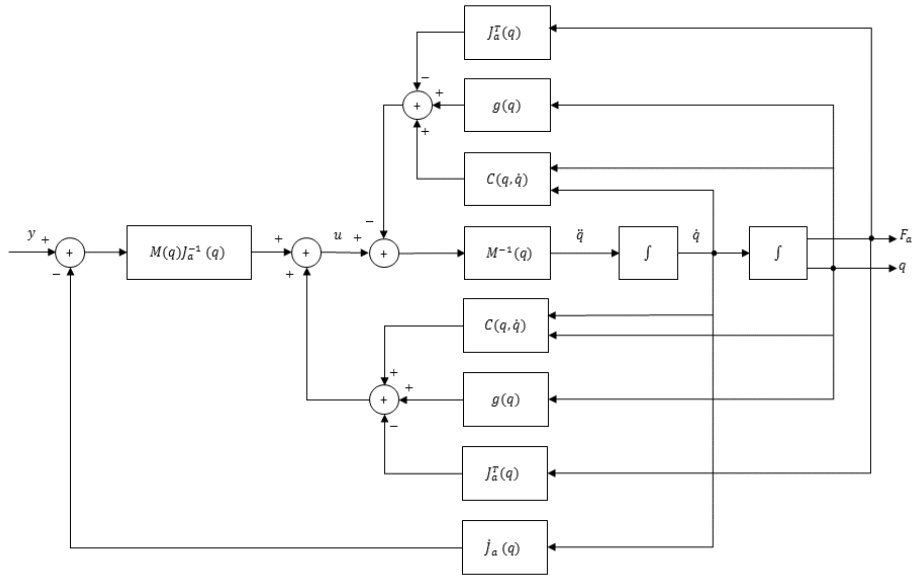 J_a^T(q)
−
+
g(q)
+
+
C(q, q̇)
−
y
+
+
u
+
q̈
q̇
F_a
+
M(q)J_a^{-1}(q)
+
+
M^{-1}(q)
∫
∫
−
+
q
C(q, q̇)
+
+
+
g(q)
−
J_a^T(q)
J̇_a(q)